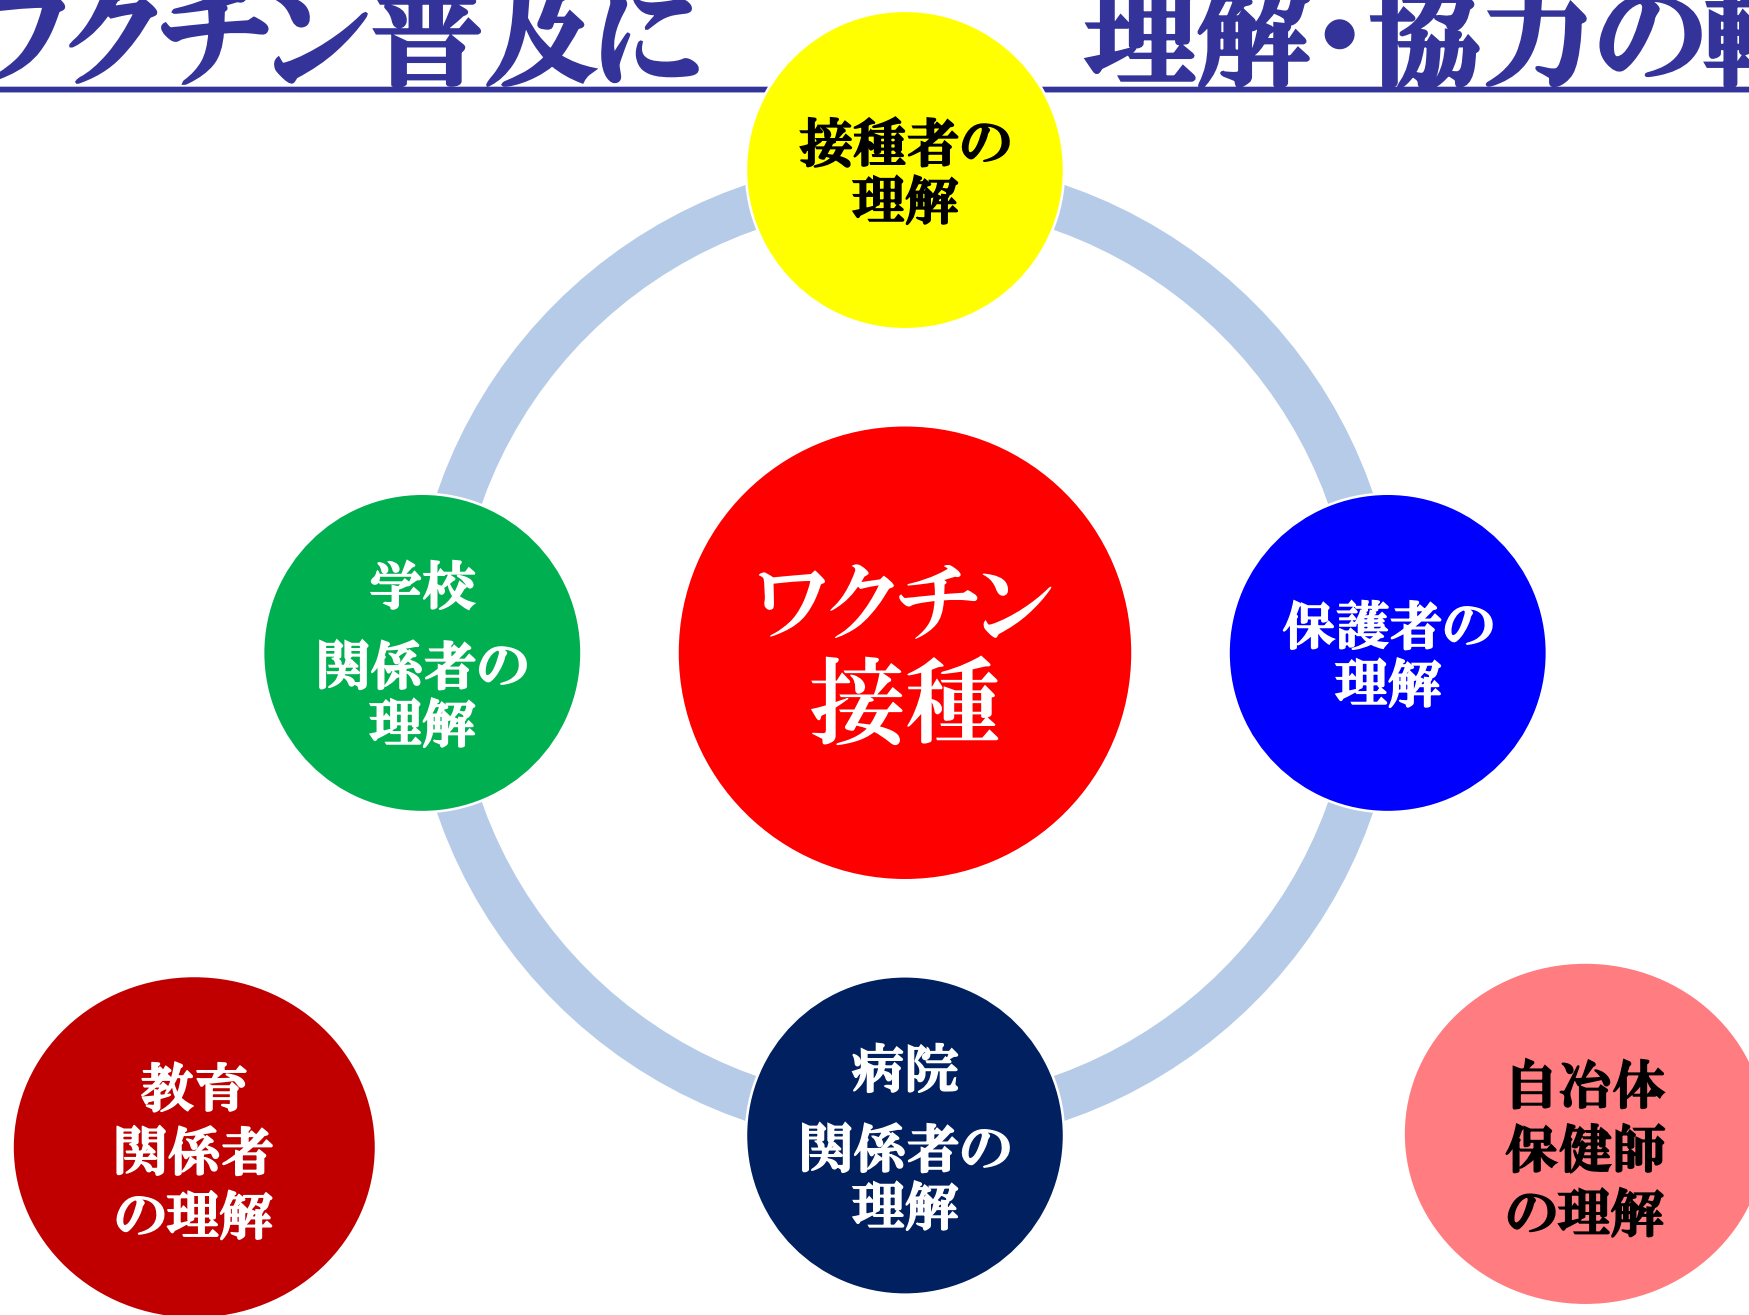 ワクチン普及に 理解・協力の
接種者の
理解
学校
関係者の
理解
ワクチン
接種
保護者の
理解
教育
関係者
の理解
病院
関係者の
理解
自治体
保健師
の理解